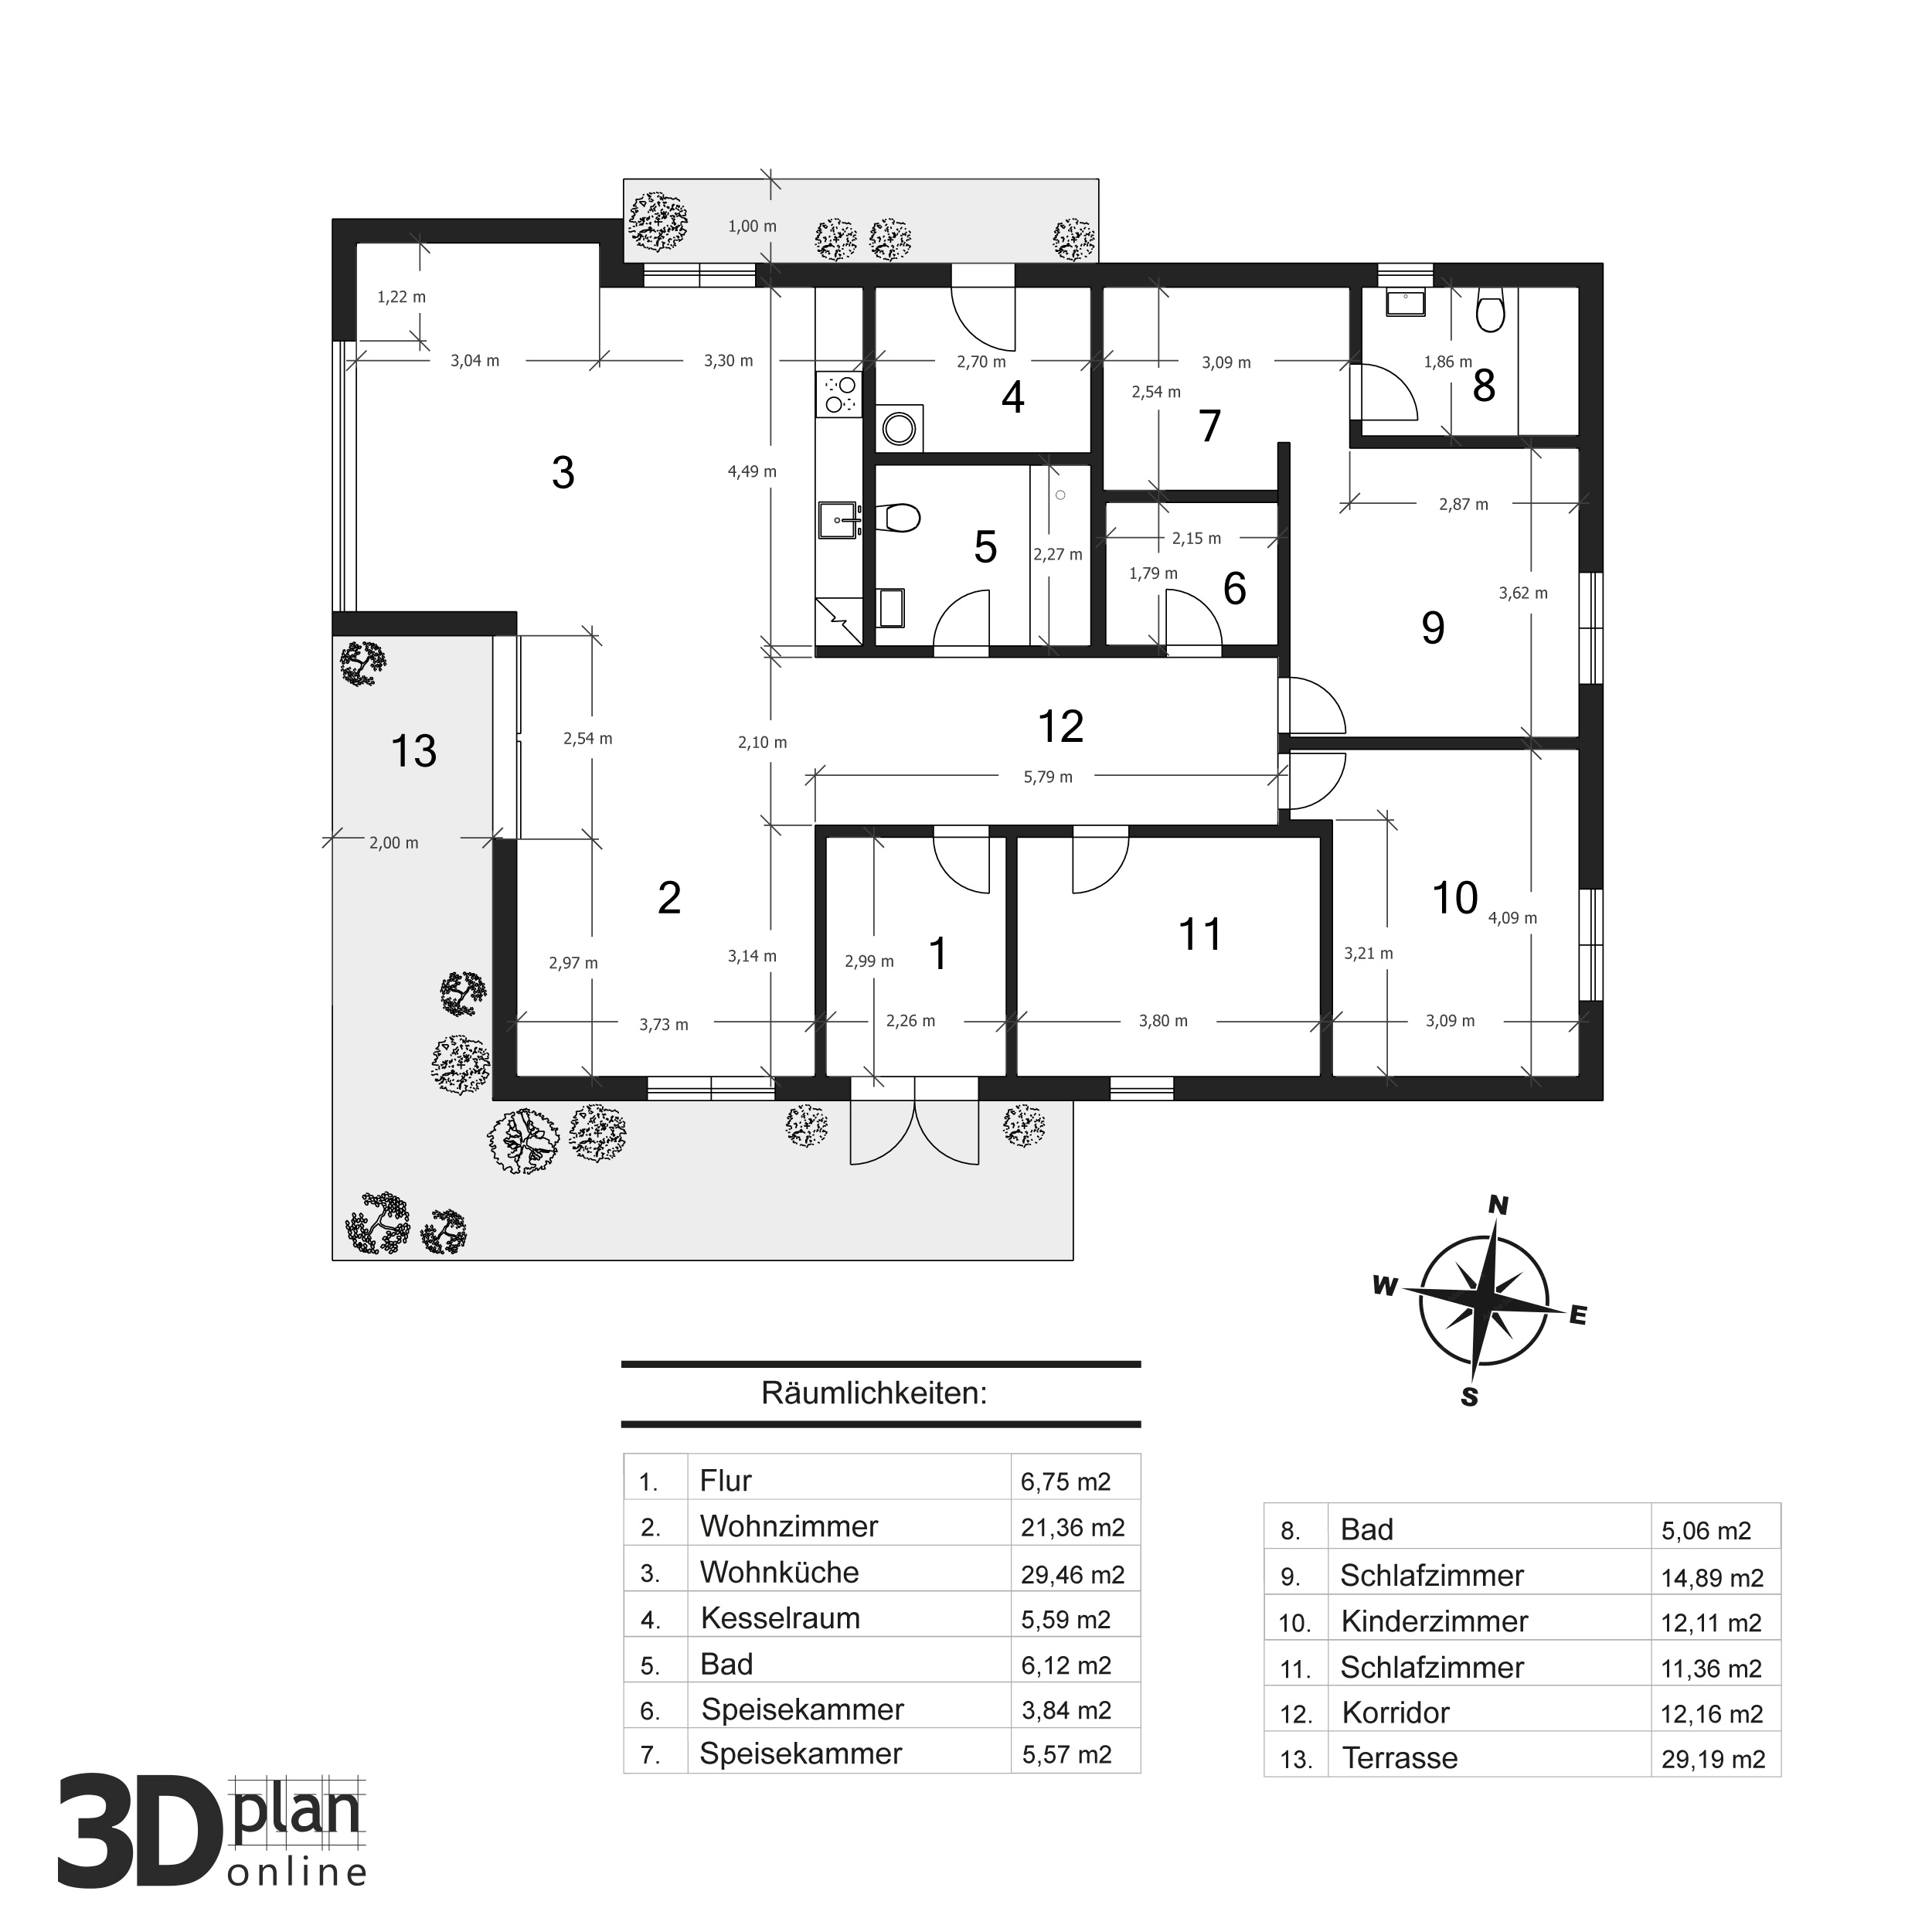 1,00 m
1,22 m
3,04 m
3,30 m
2,70 m
3,09 m
1,86 m
8
4
2,54 m
7
3
4,49 m
2,87 m
5
2,27 m
2,15 m
1,79 m
6
3,62 m
9
13
2,54 m
2,10 m
12
5,79 m
2,00 m
2
10
4,09 m
11
1
2,97 m
3,14 m
2,99 m
3,21 m
3,73 m
2,26 m
3,80 m
3,09 m
N
W
E
S
Räumlichkeiten:
1. Flur 6,75 m2
2. Wohnzimmer 21,36 m2
3. Wohnküche 29,46 m2
4. Kesselraum 5,59 m2
5. Bad 6,12 m2
6. Speisekammer 3,84 m2
7. Speisekammer 5,57 m2
8. Bad 5,06 m2
9. Schlafzimmer 14,89 m2
10. Kinderzimmer 12,11 m2
11. Schlafzimmer 11,36 m2
12. Korridor 12,16 m2
13. Terrasse 29,19 m2
3D plan
online